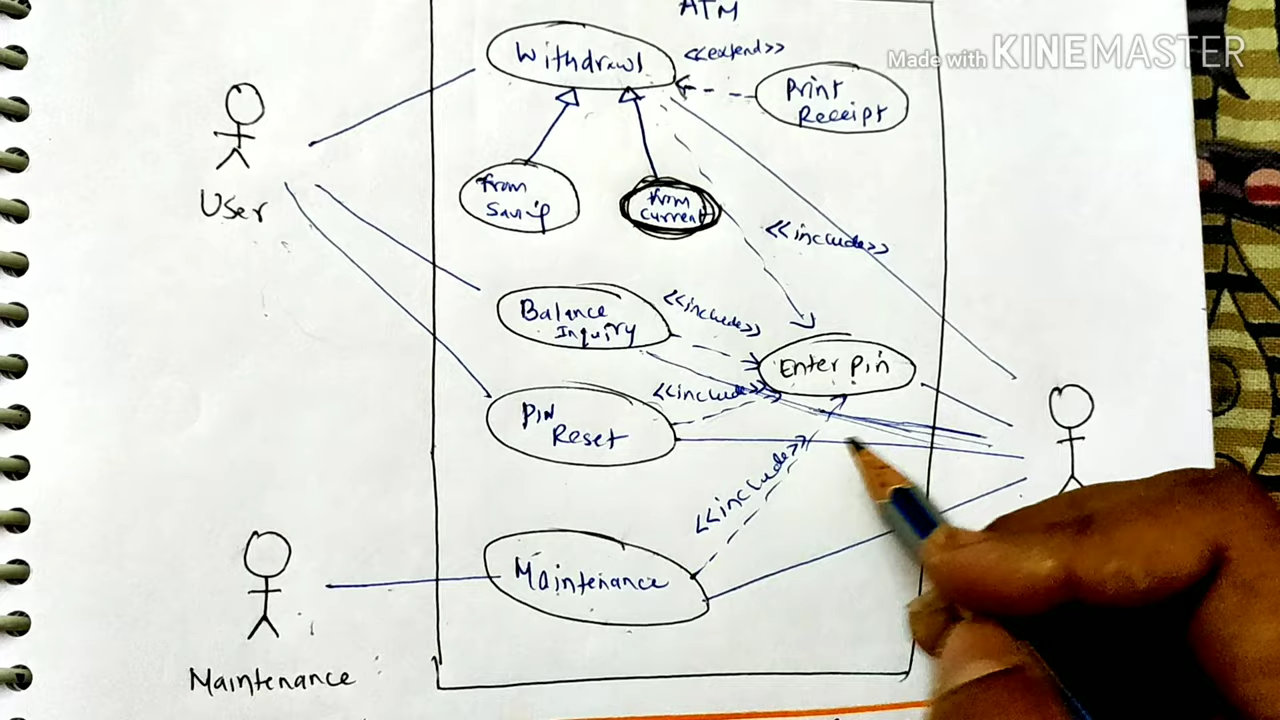 ATM
Made with KINEMASTER
Withdrawl
<<extend>>
Print
Receipt
User
from
Saving
from
current
<<include>>
Balance
Inquiry
<<include>>
Enter Pin
<<include>>
PIN
Reset
<<include>>
Maintenance
Maintenance